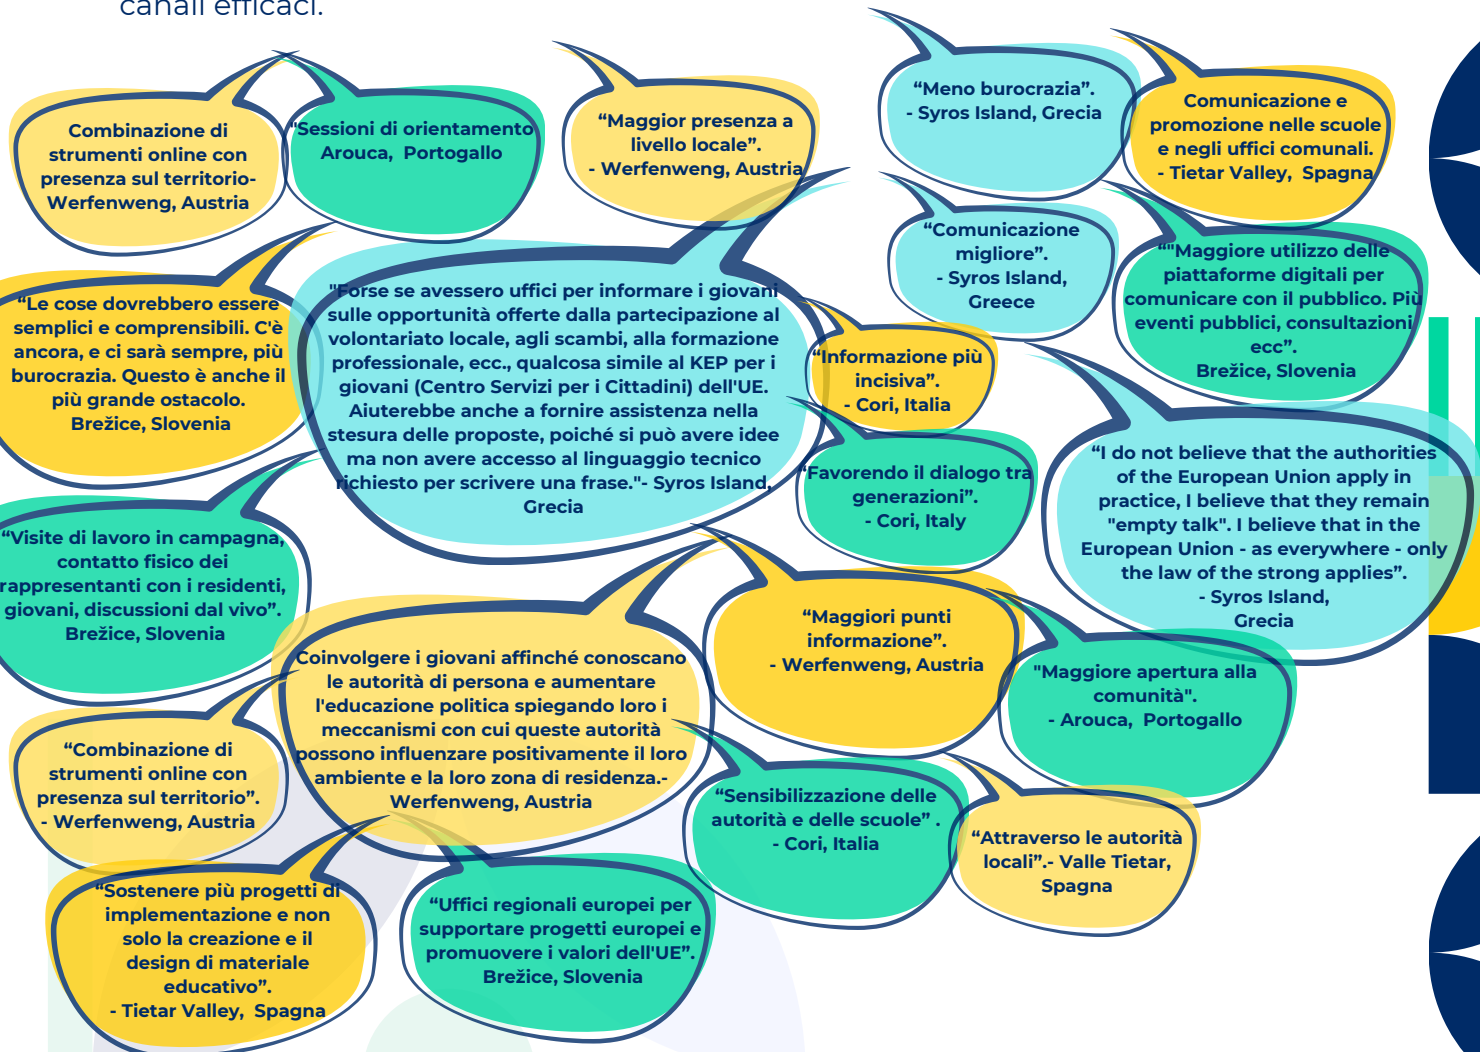 canali efficaci.
Combinazione di
strumenti online con
presenza sul territorio-
Werfenweng, Austria
"Sessioni di orientamento
Arouca, Portogallo
“Maggior presenza a
livello locale”.
- Werfenweng, Austria
“Meno burocrazia”.
- Syros Island, Grecia
Comunicazione e
promozione nelle scuole
e negli uffici comunali.
- Tietar Valley, Spagna
“Le cose dovrebbero essere
semplici e comprensibili. C'è
ancora, e ci sarà sempre, più
burocrazia. Questo è anche il
più grande ostacolo.
Brežice, Slovenia
"Forse se avessero uffici per informare i giovani
sulle opportunità offerte dalla partecipazione al
volontariato locale, agli scambi, alla formazione
professionale, ecc., qualcosa simile al KEP per i
giovani (Centro Servizi per i Cittadini) dell'UE.
Aiuterebbe anche a fornire assistenza nella
stesura delle proposte, poiché si può avere idee
ma non avere accesso al linguaggio tecnico
richiesto per scrivere una frase."- Syros Island,
Grecia
“Comunicazione
migliore”.
- Syros Island,
Greece
“"Maggiore utilizzo delle
piattaforme digitali per
comunicare con il pubblico. Più
eventi pubblici, consultazioni
ecc”.
Brežice, Slovenia
“Informazione più
incisiva”.
- Cori, Italia
“Favorendo il dialogo tra
generazioni”.
- Cori, Italy
“I do not believe that the authorities
of the European Union apply in
practice, I believe that they remain
"empty talk". I believe that in the
European Union - as everywhere - only
the law of the strong applies”.
- Syros Island,
Grecia
“Visite di lavoro in campagna,
contatto fisico dei
rappresentanti con i residenti,
giovani, discussioni dal vivo”.
Brežice, Slovenia
Coinvolgere i giovani affinché conoscano
le autorità di persona e aumentare
l'educazione politica spiegando loro i
meccanismi con cui queste autorità
possono influenzare positivamente il loro
ambiente e la loro zona di residenza.-
Werfenweng, Austria
“Maggiori punti
informazione”.
- Werfenweng, Austria
"Maggiore apertura alla
comunità".
- Arouca, Portogallo
“Combinazione di
strumenti online con
presenza sul territorio”.
- Werfenweng, Austria
“Sensibilizzazione delle
autorità e delle scuole” .
- Cori, Italia
“Attraverso le autorità
locali”.- Valle Tietar,
Spagna
“Sostenere più progetti di
implementazione e non
solo la creazione e il
design di materiale
educativo”.
- Tietar Valley, Spagna
“Uffici regionali europei per
supportare progetti europei e
promuovere i valori dell'UE”.
Brežice, Slovenia